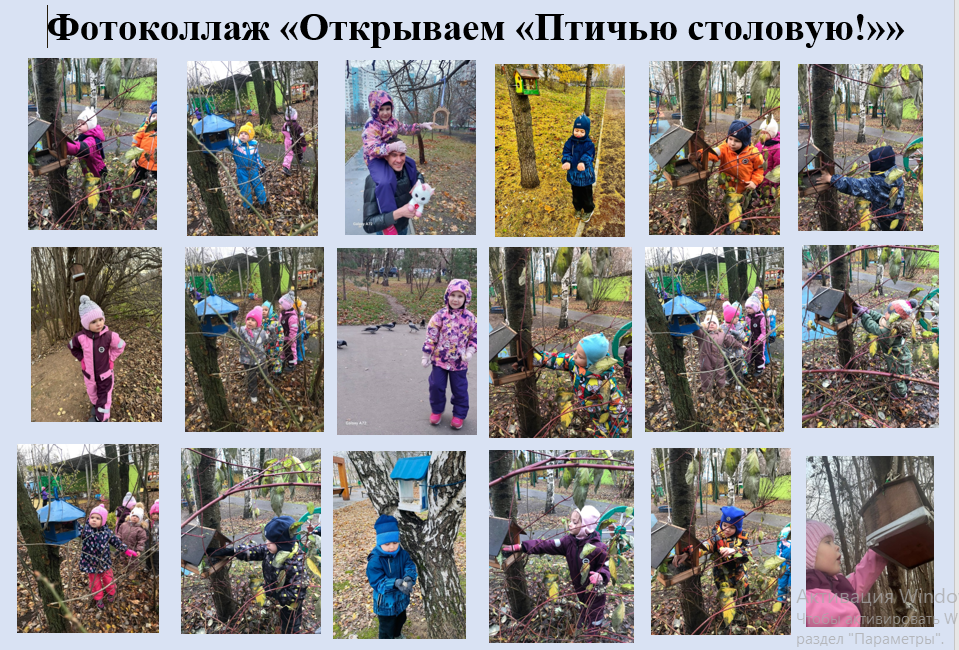 Фотоколлаж «Открываем «Птичью столовую!»»
Активация Windo
Чтобы активировать W
раздел "Параметры".